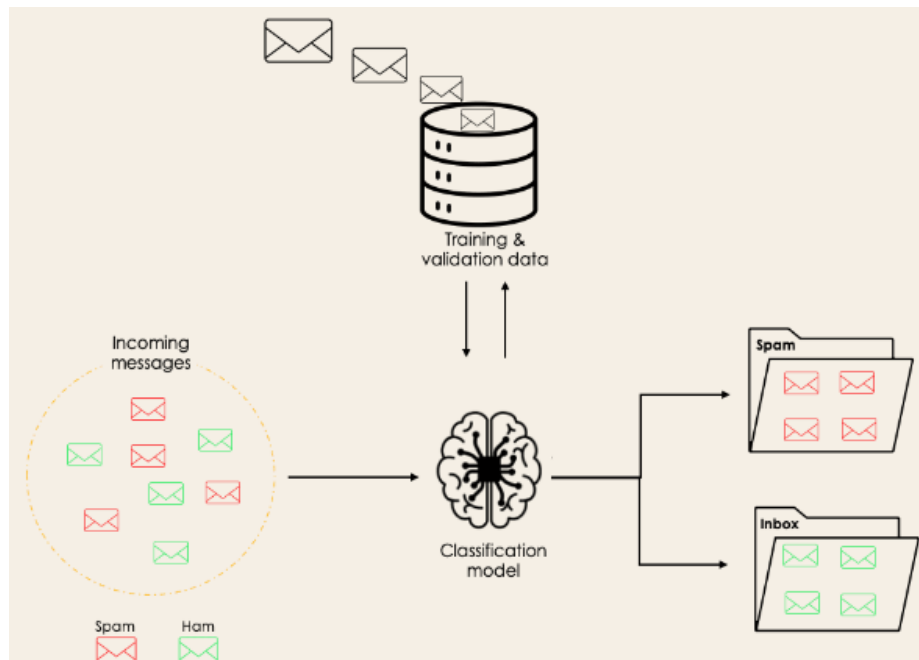 Training &
validation data
Incoming
messages
Spam
Classification
model
Inbox
Spam Ham